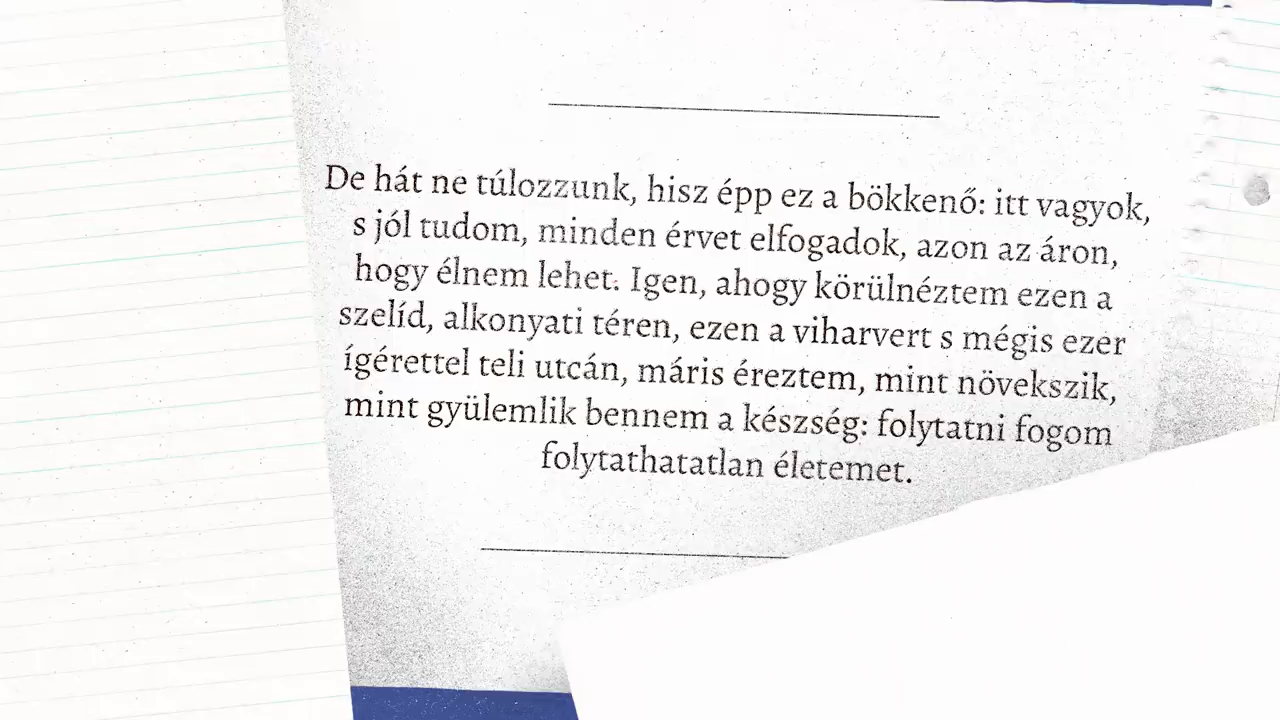 De hát ne túlozzunk, hisz épp ez a bökkenő: itt vagyok,
s jól tudom, minden érvet elfogadok, azon az áron,
hogy élnem lehet. Igen, ahogy körülnéztem ezen a
szelíd, alkonyati téren, ezen a viharvert s mégis ezer
ígérettel teli utcán, máris éreztem, mint növekszik,
mint gyülemlik bennem a készség: folytatni fogom
folytathatatlan életemet.